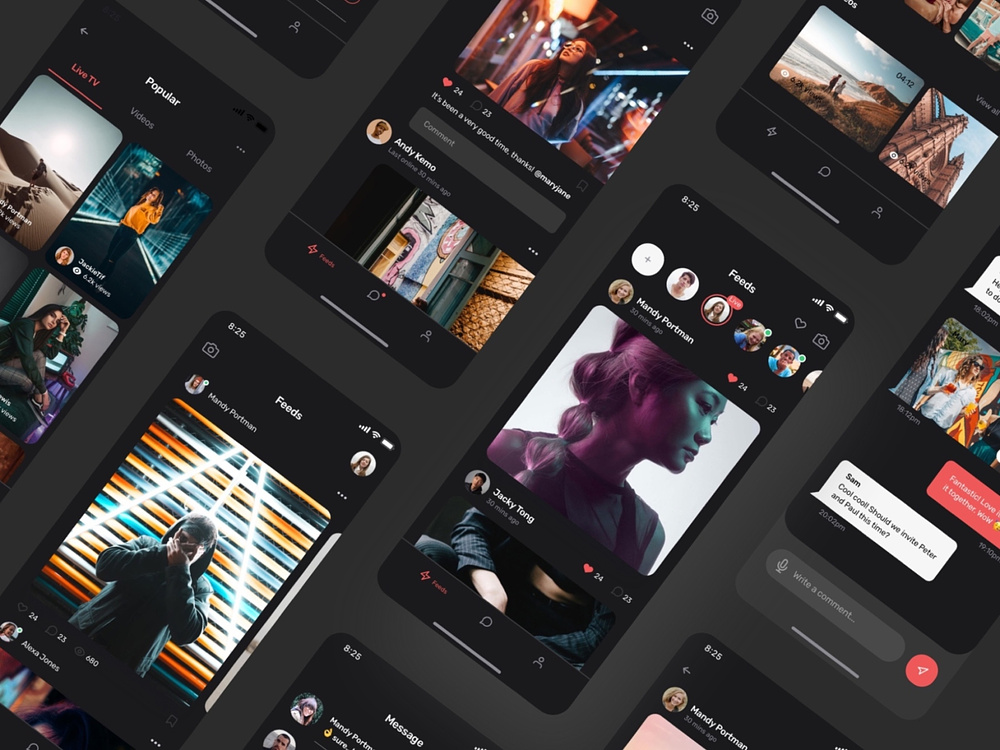 Popular
Live TV
Videos
Photos
Portman
views
JackieTif
6.2k views
views
24
23
It's been a very good time, thanks! @maryjane
Comment
Andy Kemo
Last online 30 mins ago
Feeds
04:12
View all
8:25
Feeds
Live
Mandy Portman
30 mins ago
24
23
Jacky Tong
30 mins ago
24
23
Feeds
8:25
Feeds
Mandy Portman
24
23
680
Alexa Jones
18:02pm
18:12pm
Fantastic! Love
it together. Wow
19:10pm
Sam
Cool cool! Should we invite Peter
and Paul this time?
20:02pm
Write a comment...
8:25
Message
Mandy
sure...
8:25
Mandy Portman
30 mins ago